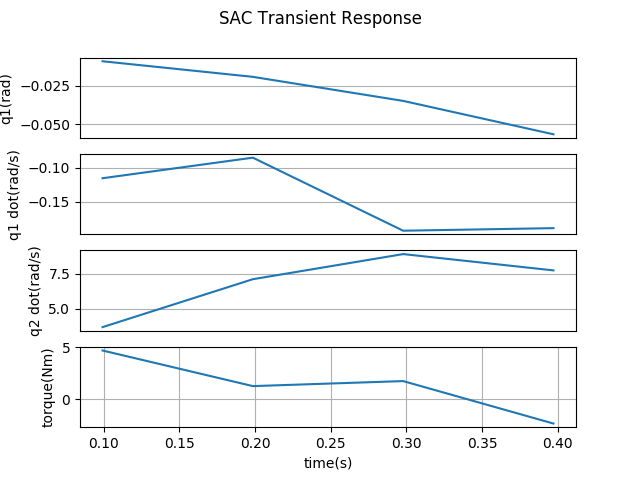 SAC Transient Response
q1(rad)
−0.025
−0.050
q1 dot(rad/s)
−0.10
−0.15
q2 dot(rad/s)
7.5
5.0
torque(Nm)
5
0
0.10 0.15 0.20 0.25 0.30 0.35 0.40
time(s)